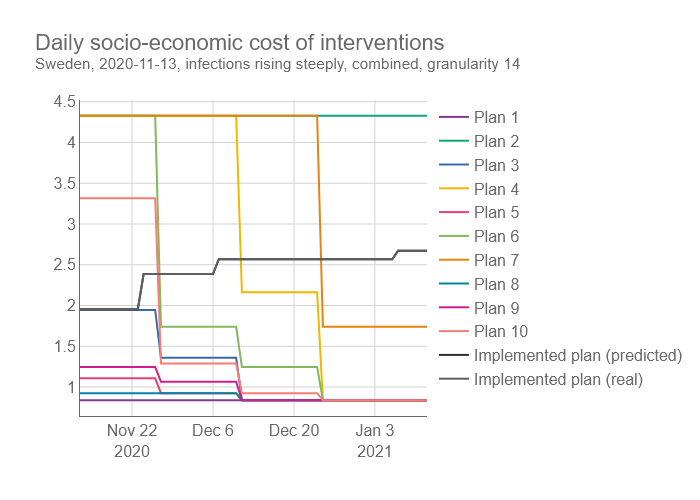 Daily socio-economic cost of interventions
Sweden, 2020-11-13, infections rising steeply, combined, granularity 14
4.5
4
3.5
3
2.5
2
1.5
1
Nov 22
2020
Dec 6
Dec 20
Jan 3
2021
Plan 1
Plan 2
Plan 3
Plan 4
Plan 5
Plan 6
Plan 7
Plan 8
Plan 9
Plan 10
Implemented plan (predicted)
Implemented plan (real)